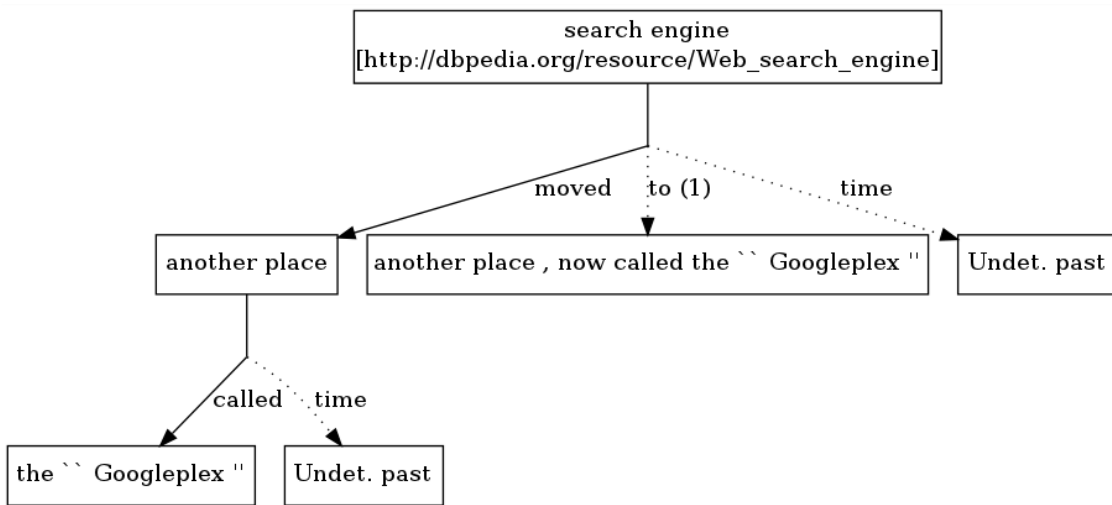 search engine
[http://dbpedia.org/resource/Web_search_engine]
moved
to (1)
time
another place
another place , now called the `` Googleplex ''
Undet. past
called
time
the `` Googleplex ''
Undet. past